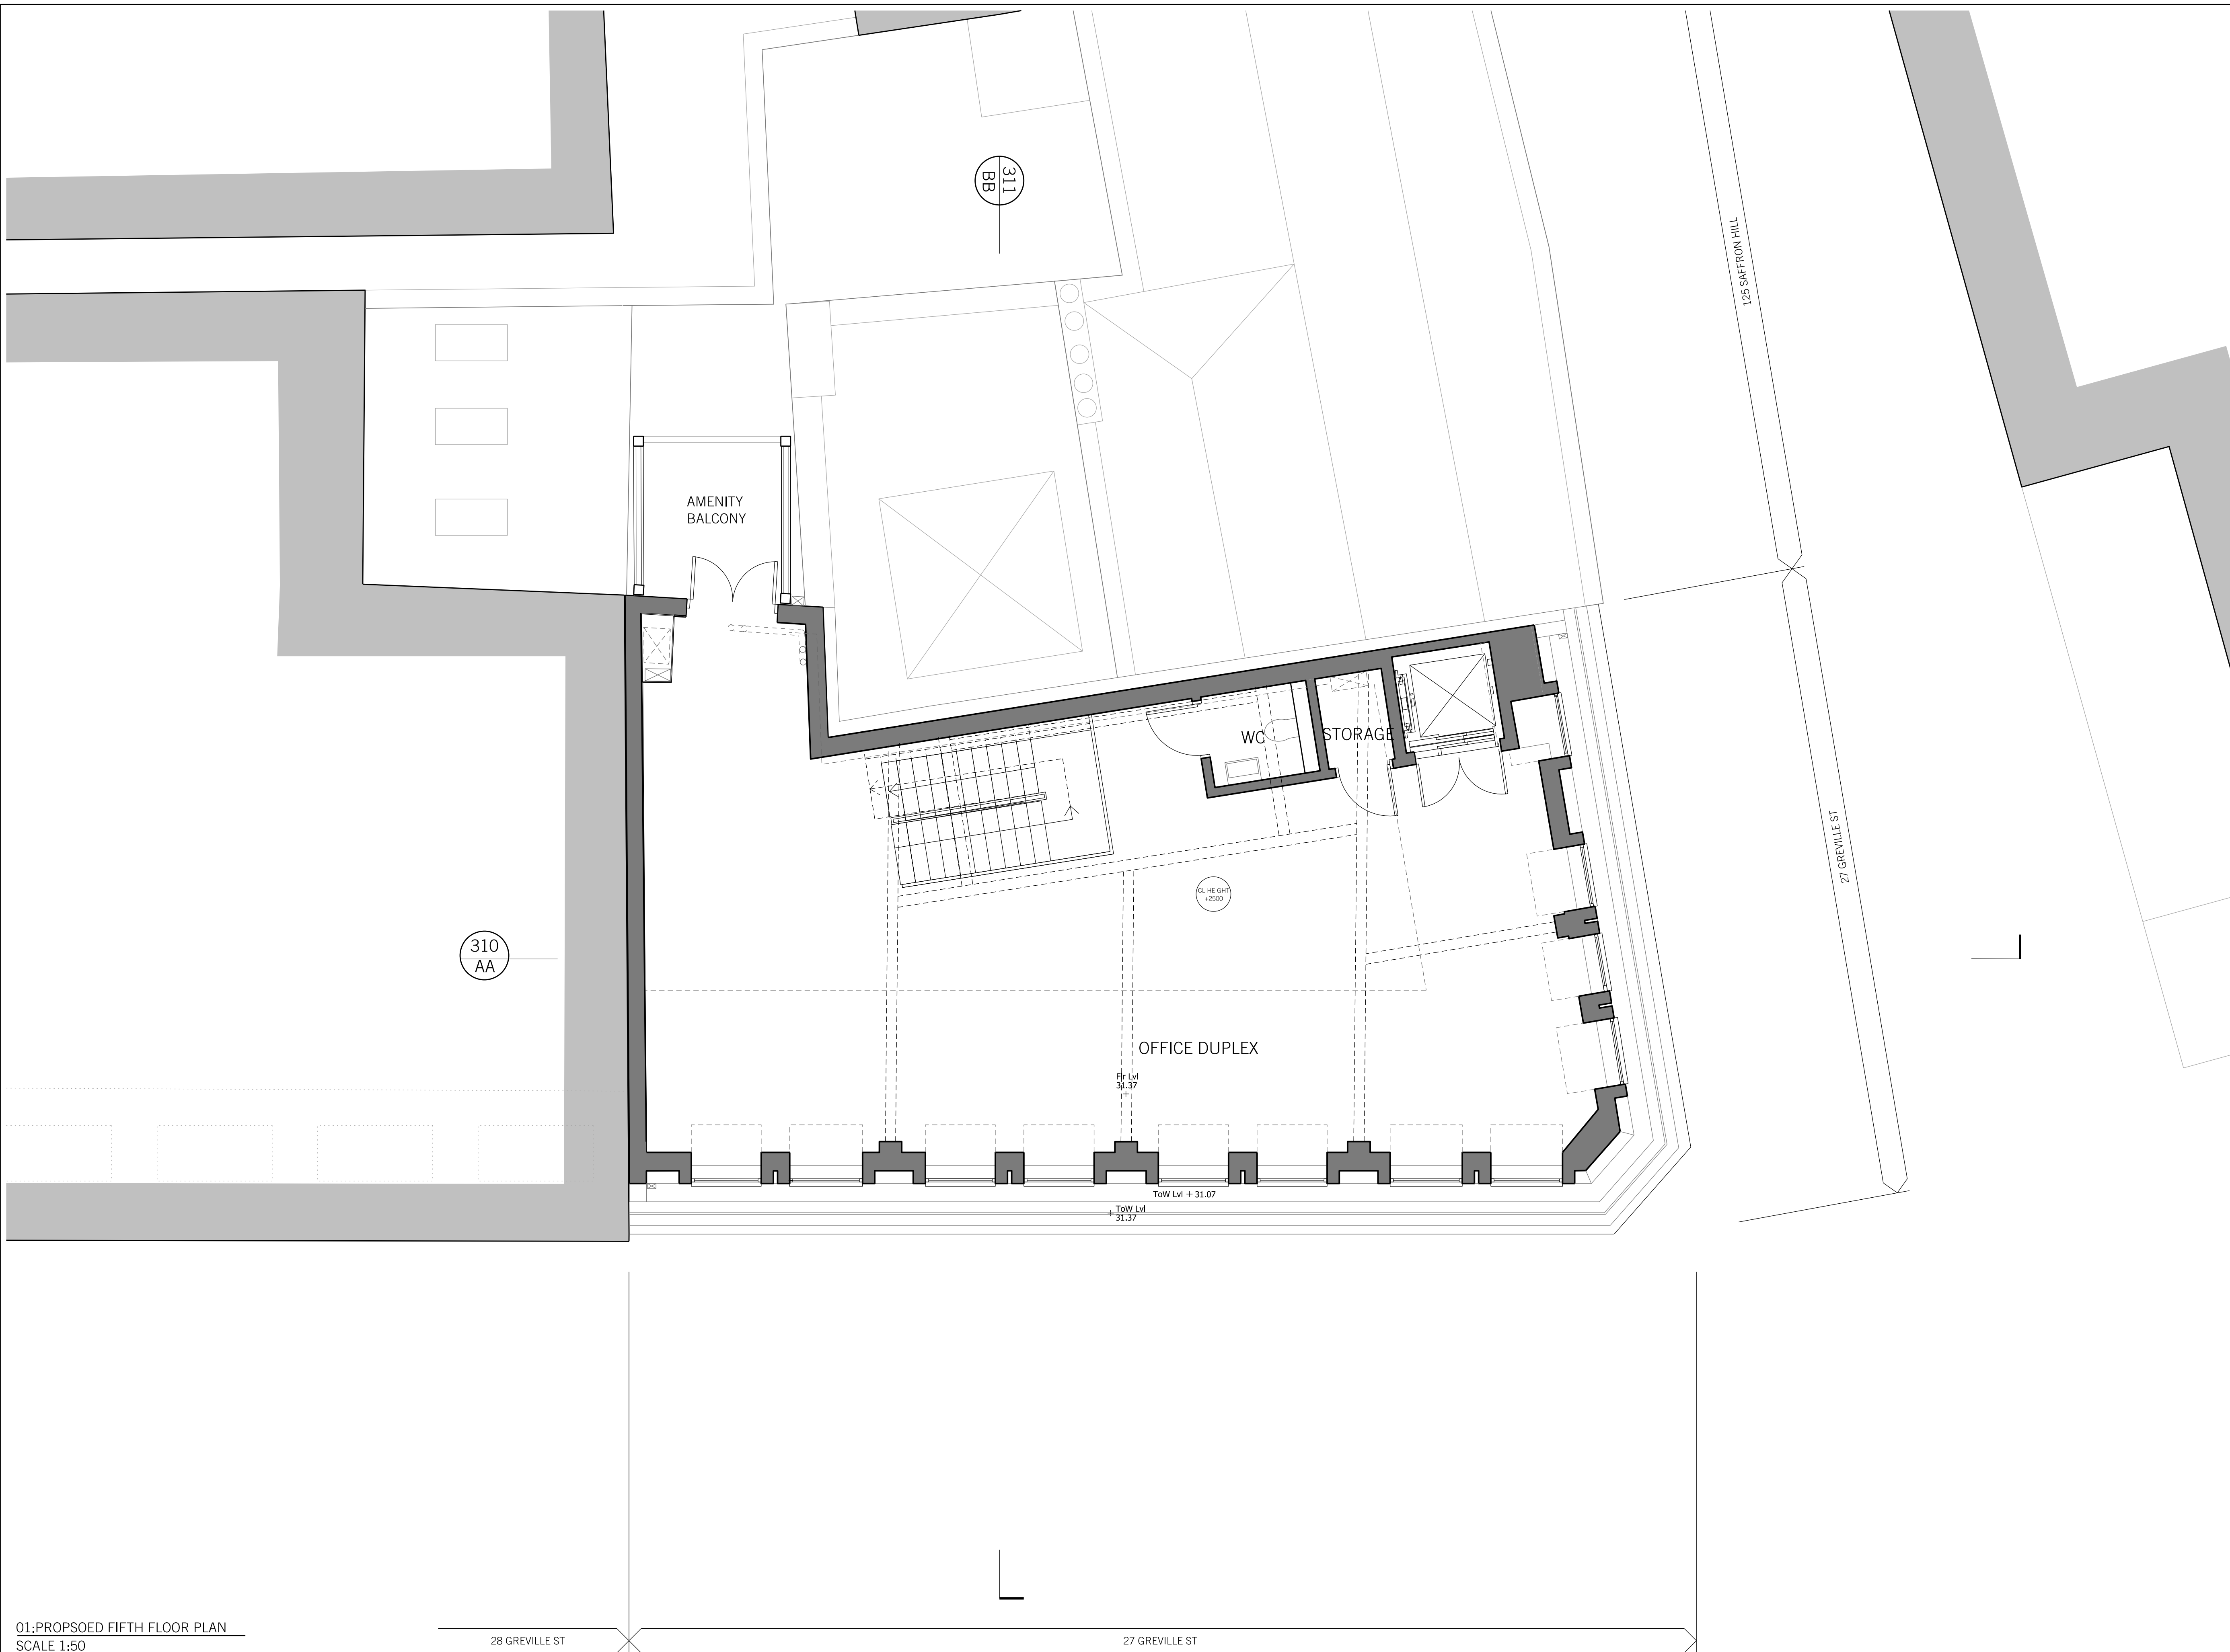 311
BB
125 SAFFRON HILL
AMENITY
BALCONY
WC
STORAGE
27 GREVILLE ST
CL HEIGHT
+2500
310
AA
OFFICE DUPLEX
Flr Lvl
31.37
ToW Lvl + 31.07
ToW Lvl
31.37
01:PROPSOED FIFTH FLOOR PLAN
SCALE 1:50
28 GREVILLE ST
27 GREVILLE ST